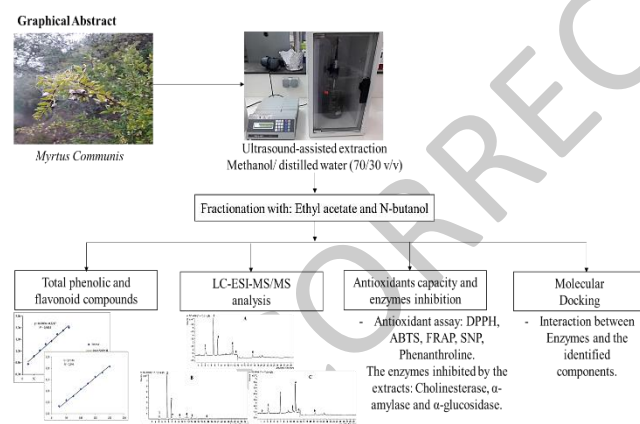 Graphical Abstract
Myrtus Communis
Ultrasound-assisted extraction
Methanol/ distilled water (70/30 v/v)
Fractionation with: Ethyl acetate and N-butanol
Total phenolic and
flavonoid compounds
LC-ESI-MS/MS
analysis
Antioxidants capacity and
enzymes inhibition
Molecular
Docking
- Antioxidant assay: DPPH,
ABTS, FRAP, SNP,
Phenanthroline.
The enzymes inhibited by the
extracts: Cholinesterase, α-
amylase and α-glucosidase.
- Interaction between
Enzymes and the
identified
components.
A
B
C
CORREC